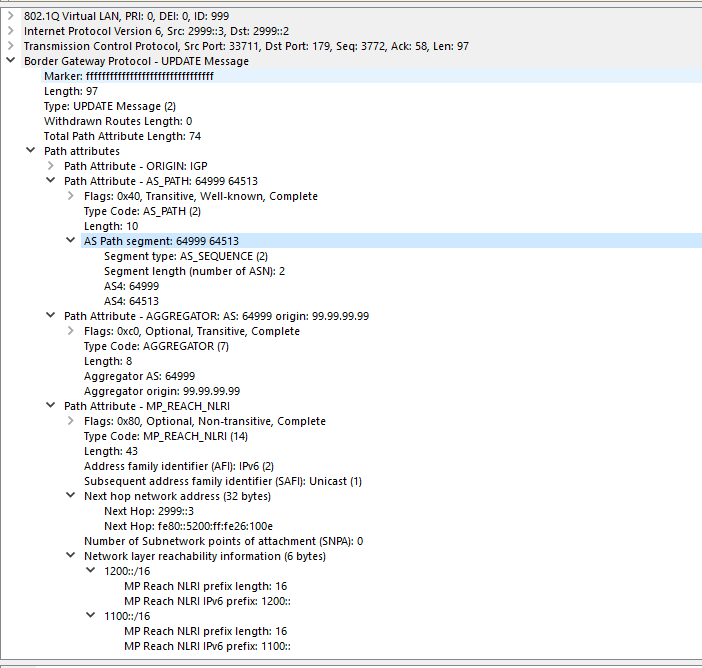 802.1Q Virtual LAN, PRI: 0, DEI: 0, ID: 999
Internet Protocol Version 6, Src: 2999::3, Dst: 2999::2
Transmission Control Protocol, Src Port: 33711, Dst Port: 179, Seq: 3772, Ack: 58, Len: 97
Border Gateway Protocol - UPDATE Message
Marker: ffffffffffffffffffffffffffffffff
Length: 97
Type: UPDATE Message (2)
Withdrawn Routes Length: 0
Total Path Attribute Length: 74
Path attributes
Path Attribute - ORIGIN: IGP
Path Attribute - AS_PATH: 64999 64513
Flags: 0x40, Transitive, Well-known, Complete
Type Code: AS_PATH (2)
Length: 10
AS Path segment: 64999 64513
Segment type: AS_SEQUENCE (2)
Segment length (number of ASN): 2
AS4: 64999
AS4: 64513
Path Attribute - AGGREGATOR: AS: 64999 origin: 99.99.99.99
Flags: 0xc0, Optional, Transitive, Complete
Type Code: AGGREGATOR (7)
Length: 8
Aggregator AS: 64999
Aggregator origin: 99.99.99.99
Path Attribute - MP_REACH_NLRI
Flags: 0x80, Optional, Non-transitive, Complete
Type Code: MP_REACH_NLRI (14)
Length: 43
Address family identifier (AFI): IPv6 (2)
Subsequent address family identifier (SAFI): Unicast (1)
Next hop network address (32 bytes)
Next Hop: 2999::3
Next Hop: fe80::5200:ff:fe26:100e
Number of Subnetwork points of attachment (SNPA): 0
Network layer reachability information (6 bytes)
1200::/16
MP Reach NLRI prefix length: 16
MP Reach NLRI IPv6 prefix: 1200::
1100::/16
MP Reach NLRI prefix length: 16
MP Reach NLRI IPv6 prefix: 1100::